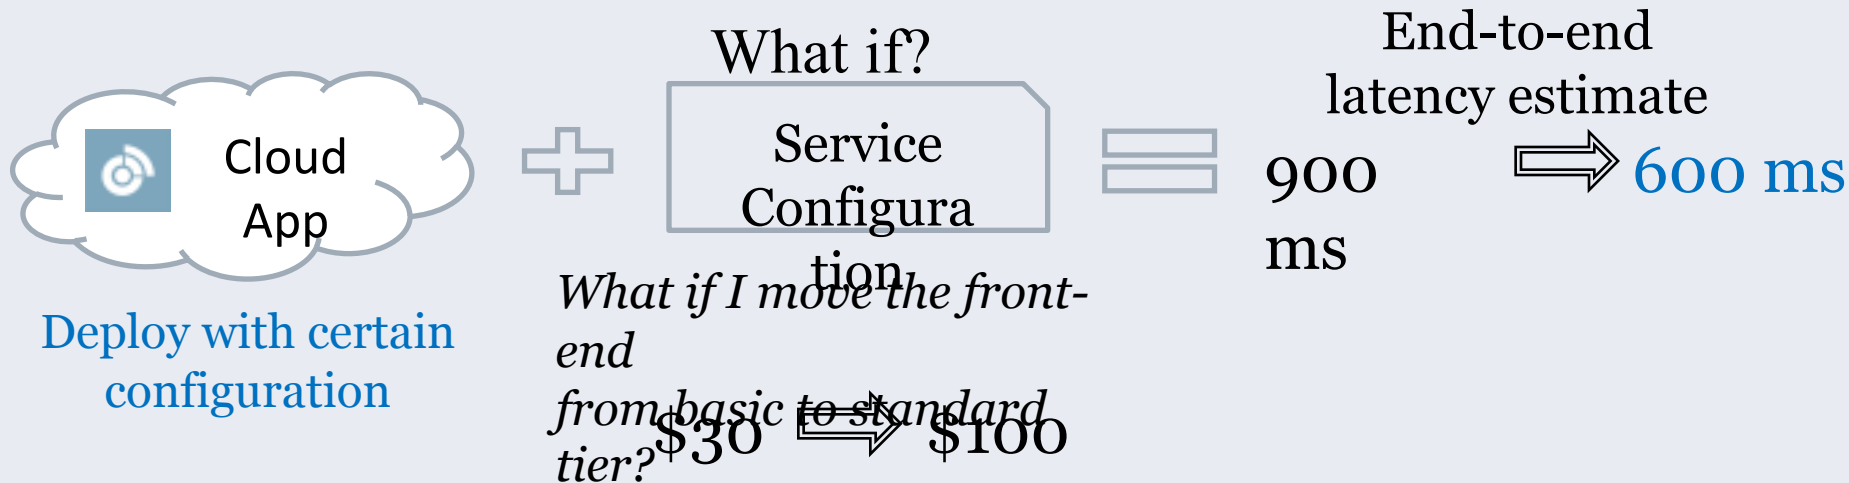 Cloud
App
Deploy with certain
configuration
What if?
Service
Configura
tion
What if I move the front-
end
from basic to standard
tier?
$30
$100
End-to-end
latency estimate
900
ms
600 ms